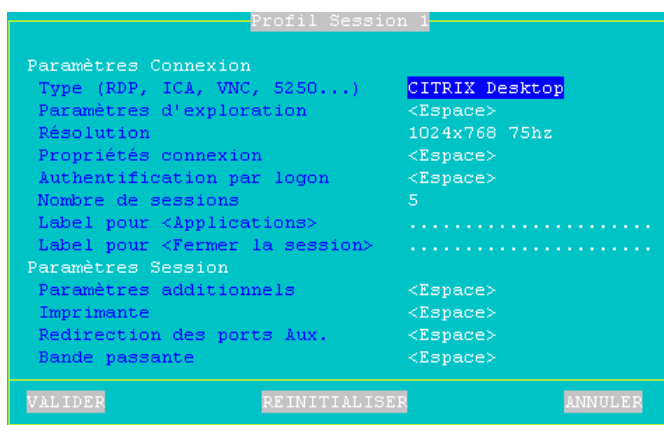 Profil Session 1
Paramètres Connexion
Type (RDP, ICA, VNC, 5250...) CITRIX Desktop
Paramètres d'exploration <Espace>
Résolution 1024x768 75hz
Propriétés connexion <Espace>
Authentification par logon <Espace>
Nombre de sessions 5
Label pour <Applications> ......................
Label pour <Fermer la session> ......................
Paramètres Session
Paramètres additionnels <Espace>
Imprimante <Espace>
Redirection des ports Aux. <Espace>
Bande passante <Espace>
VALIDER REINITIALISER ANNULER